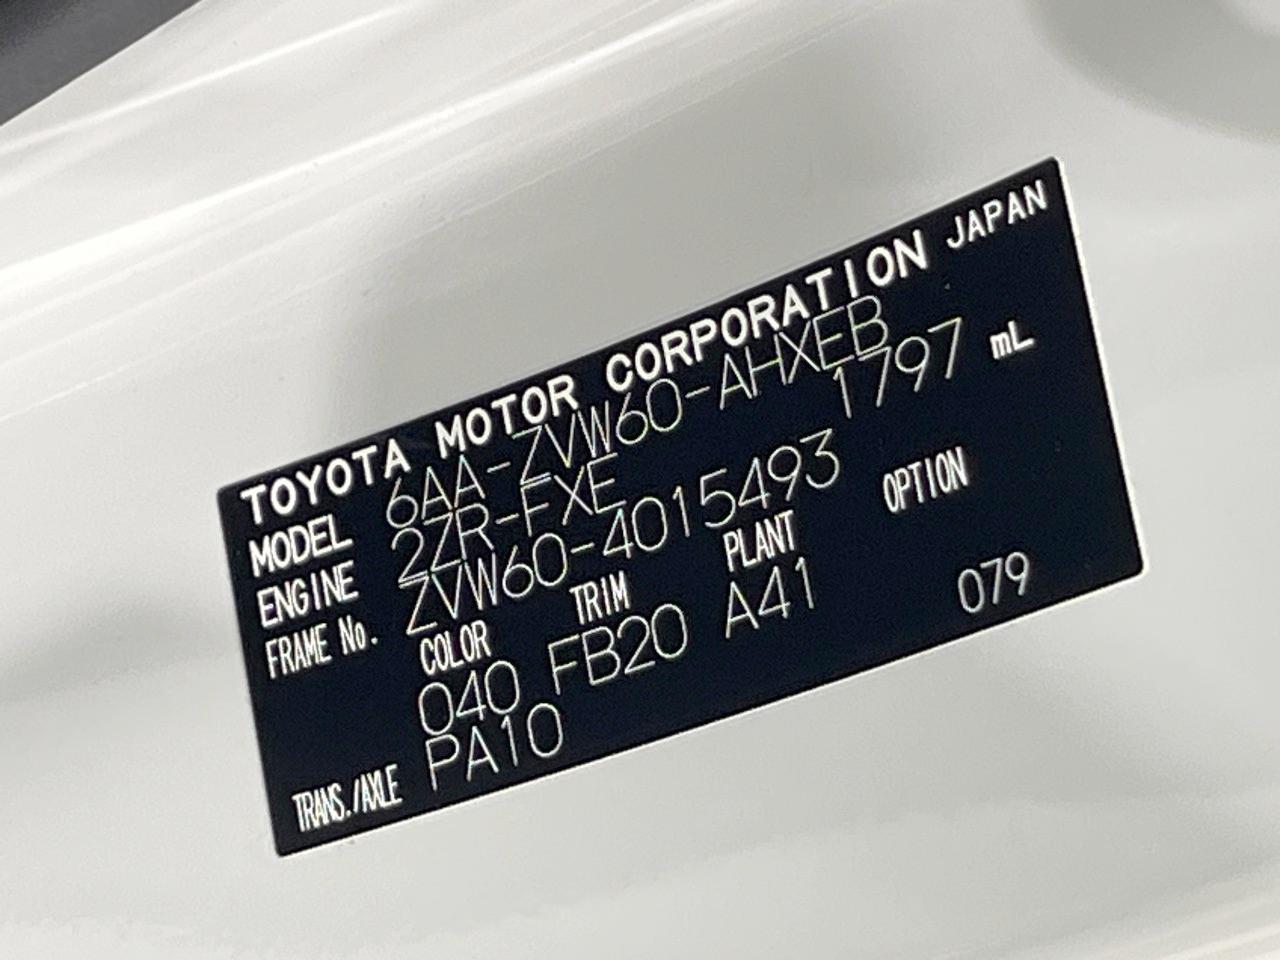 TOYOTA MOTOR CORPORATION JAPAN
MODEL 6AA-ZVW60-AHXEB
ENGINE 2ZR-FXE 1797 mL
FRAME No. ZVW60-4015493
COLOR TRIM PLANT OPTION
040 FB20 A41 079
TRANS./AXLE PA10